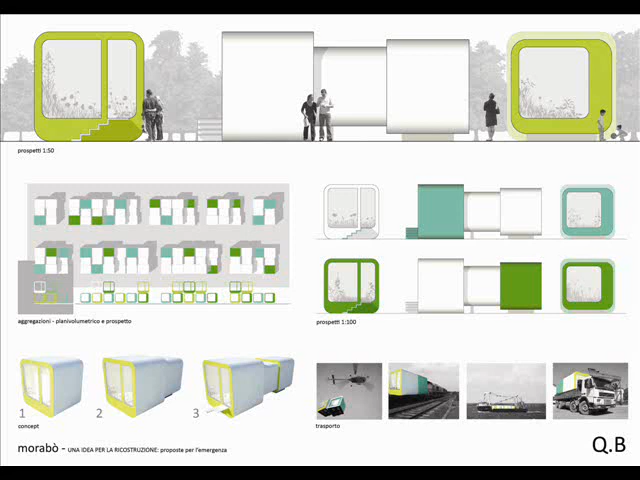 prospetti 1:50
aggregazioni - planivolumetrico e prospetto
prospetti 1:100
1
2
3
concept
trasporto
morabò - UNA IDEA PER LA RICOSTRUZIONE: proposte per l'emergenza
Q.B